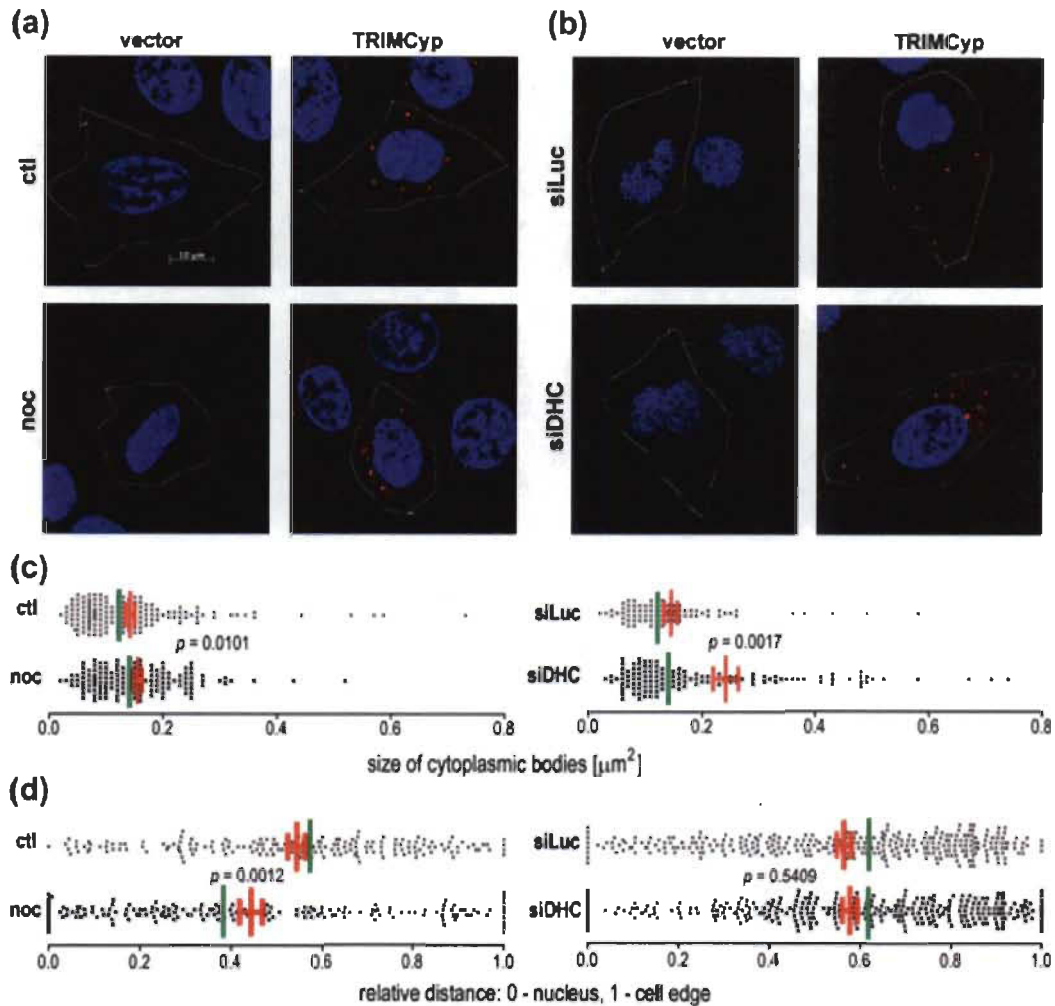 (a)
vector TRIMCyp
ctl
10 µm
noc
(b)
vector TRIMCyp
siLuc
siDHC
(c)
ctl
p = 0.0101
noc
0.0 0.2 0.4 0.6 0.8
siLuc
p = 0.0017
siDHC
0.0 0.2 0.4 0.6 0.8
size of cytoplasmic bodies [μm²]
(d)
ctl
p = 0.0012
noc
0.0 0.2 0.4 0.6 0.8 1.0
siLuc
p = 0.5409
siDHC
0.0 0.2 0.4 0.6 0.8 1.0
relative distance: 0 - nucleus, 1 - cell edge